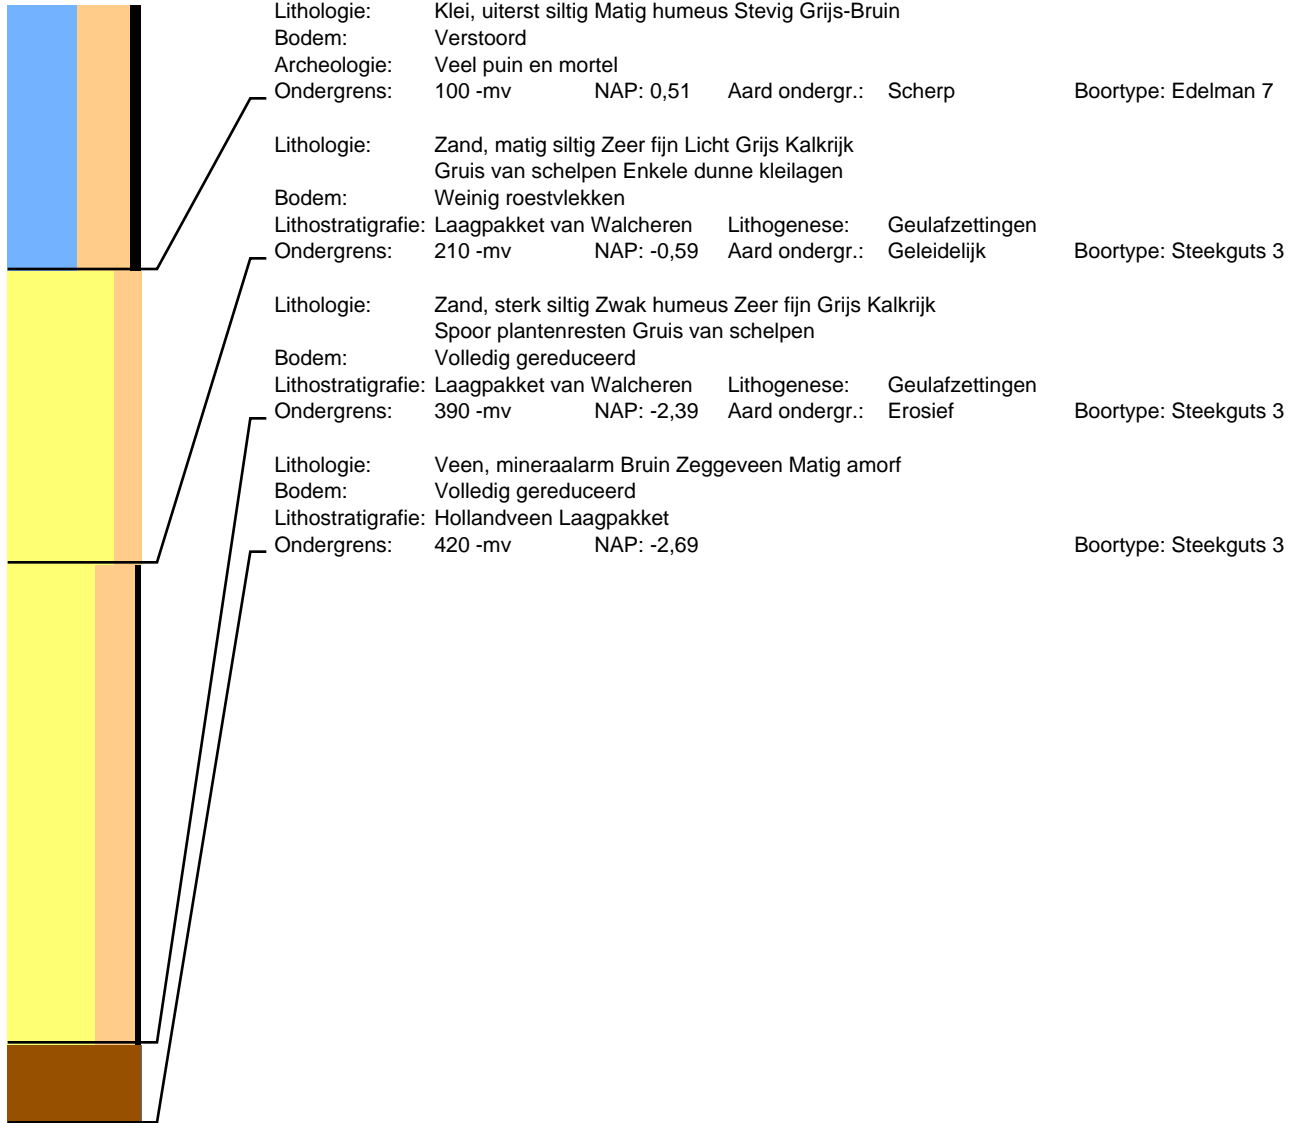 Lithologie: Klei, uiterst siltig Matig humeus Stevig Grijs-Bruin
Bodem: Verstoord
Archeologie: Veel puin en mortel
Ondergrens: 100 -mv NAP: 0,51 Aard ondergr.: Scherp Boortype: Edelman 7
Lithologie: Zand, matig siltig Zeer fijn Licht Grijs Kalkrijk
Gruis van schelpen Enkele dunne kleilagen
Bodem: Weinig roestvlekken
Lithostratigrafie: Laagpakket van Walcheren Lithogenese: Geulafzettingen
Ondergrens: 210 -mv NAP: -0,59 Aard ondergr.: Geleidelijk Boortype: Steekguts 3
Lithologie: Zand, sterk siltig Zwak humeus Zeer fijn Grijs Kalkrijk
Spoor plantenresten Gruis van schelpen
Bodem: Volledig gereduceerd
Lithostratigrafie: Laagpakket van Walcheren Lithogenese: Geulafzettingen
Ondergrens: 390 -mv NAP: -2,39 Aard ondergr.: Erosief Boortype: Steekguts 3
Lithologie: Veen, mineraalarm Bruin Zeggeveen Matig amorf
Bodem: Volledig gereduceerd
Lithostratigrafie: Hollandveen Laagpakket
Ondergrens: 420 -mv NAP: -2,69 Boortype: Steekguts 3